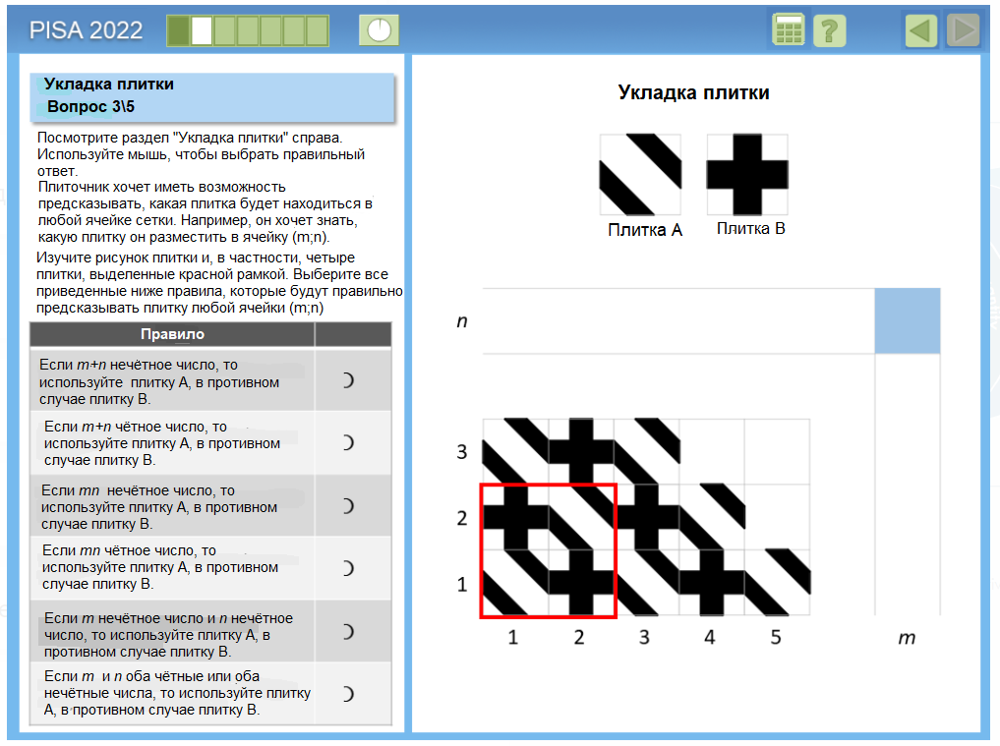 PISA 2022
Укладка плитки
Вопрос 3\5
Посмотрите раздел "Укладка плитки" справа.
Используйте мышь, чтобы выбрать правильный
ответ.
Плиточник хочет иметь возможность
предсказывать, какая плитка будет находиться в
любой ячейке сетки. Например, он хочет знать,
какую плитку он разместить в ячейку (m;n).
Изучите рисунок плитки и, в частности, четыре
плитки, выделенные красной рамкой. Выберите все
приведенные ниже правила, которые будут правильно
предсказывать плитку любой ячейки (m;n)
Правило
Если m+n нечётное число, то
используйте плитку А, в противном
случае плитку В.
Если m+n чётное число, то
используйте плитку А, в противном
случае плитку В.
Если mn нечётное число, то
используйте плитку А, в противном
случае плитку В.
Если mn чётное число, то
используйте плитку А, в противном
случае плитку В.
Если m нечётное число и n нечётное
число, то используйте плитку А, в
противном случае плитку В.
Если m и n оба чётные или оба
нечётные числа, то используйте плитку
А, в противном случае плитку В.
?
Укладка плитки
Плитка А
Плитка В
n
3
2
1
1 2 3 4 5 m